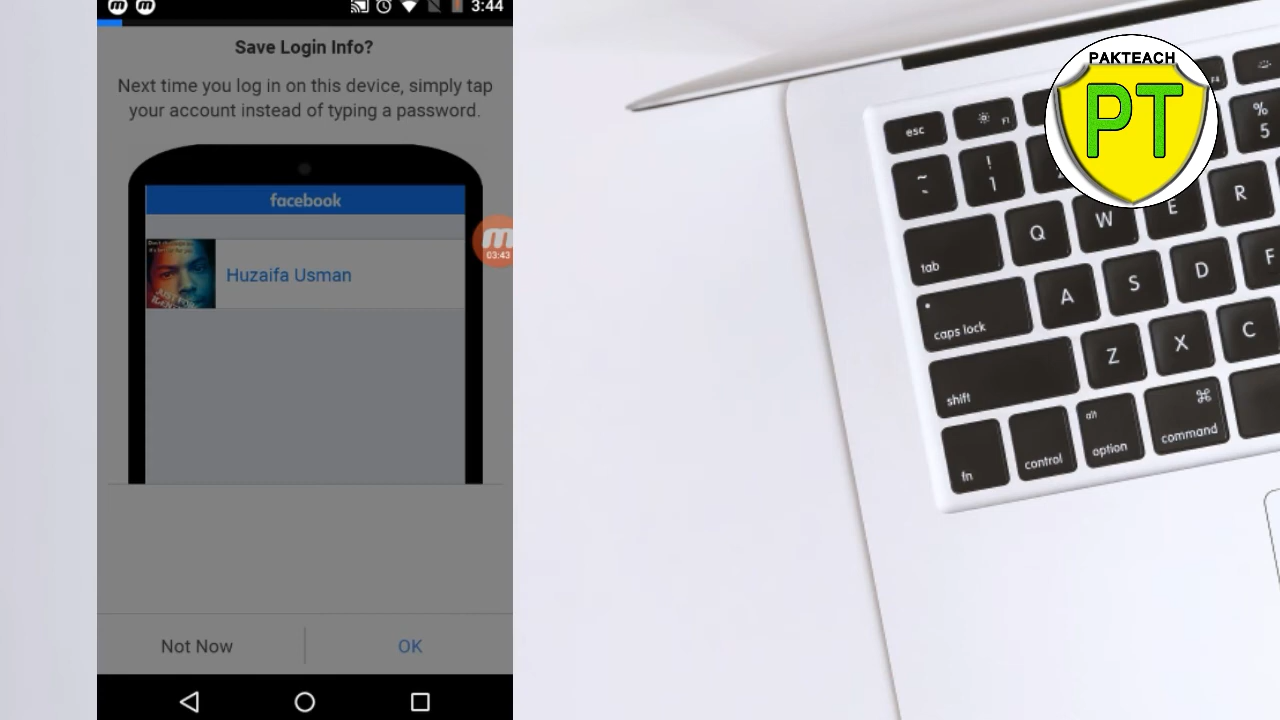 3:44
Save Login Info?
Next time you log in on this device, simply tap
your account instead of typing a password.
facebook
Huzaifa Usman
03:43
Not Now
OK
PAKTEACH
PT
esc
F1
F4
~
!
1
%
5
tab
Q
W
E
R
caps lock
A
S
D
F
shift
Z
X
C
fn
control
alt
option
⌘
command